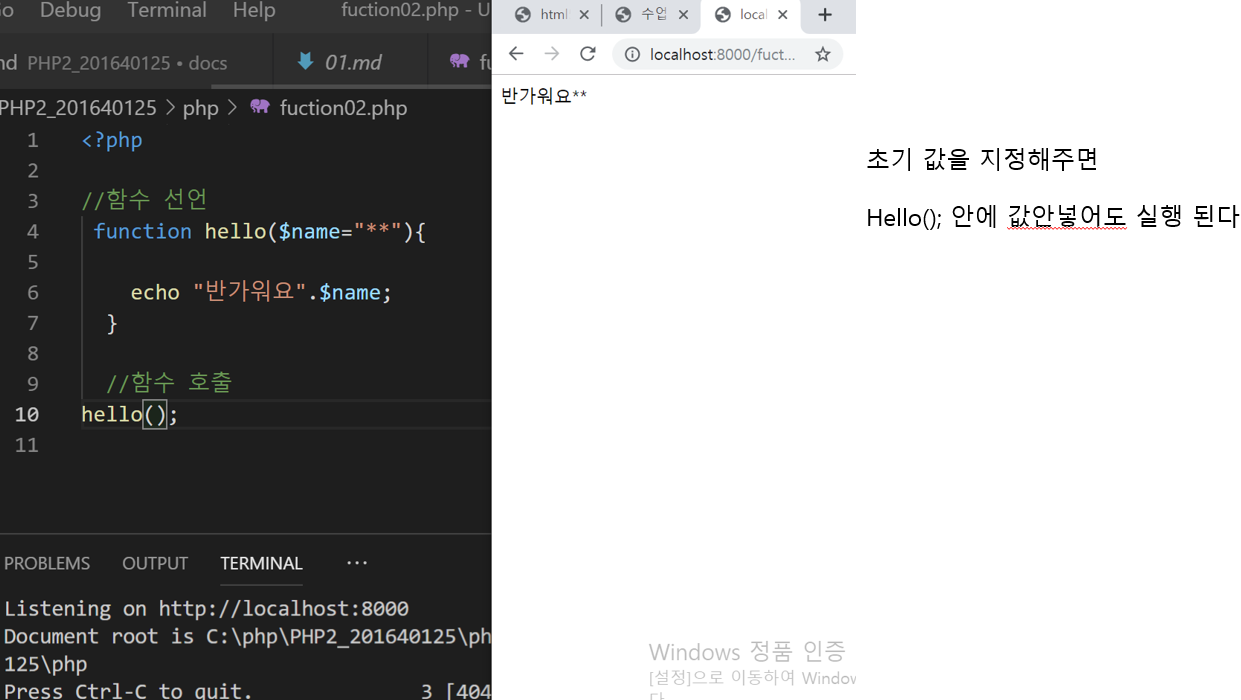 Debug Terminal Help fuction02.php - U
PHP2_201640125 • docs 01.md
PHP2_201640125 > php > fuction02.php
1 <?php
2
3 //함수 선언
4 function hello($name="**"){
5
6 echo "반가워요".$name;
7 }
8
9 //함수 호출
10 hello();
11
PROBLEMS OUTPUT TERMINAL ···
Listening on http://localhost:8000
Document root is C:\php\PHP2_201640125\ph
125\php
Press Ctrl-C to quit. 3 [404
html 수업 local
localhost:8000/fuct...
반가워요**
Windows 정품 인증
[설정]으로 이동하여 Window
초기 값을 지정해주면
Hello(); 안에 값안넣어도 실행 된다